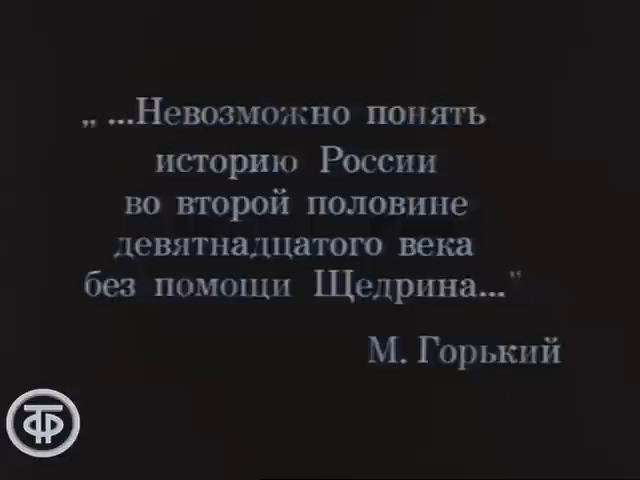 „ ...Невозможно понять
историю России
во второй половине
девятнадцатого века
без помощи Щедрина..."
М. Горький